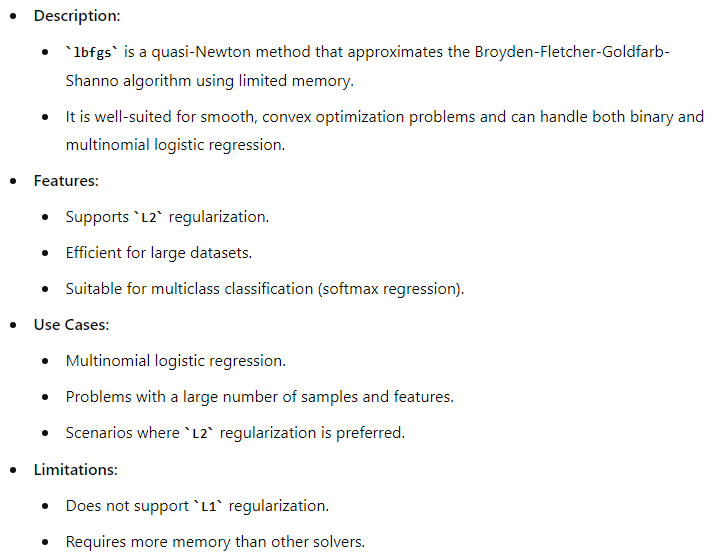 Description:
`lbfgs` is a quasi-Newton method that approximates the Broyden-Fletcher-Goldfarb-
Shanno algorithm using limited memory.
It is well-suited for smooth, convex optimization problems and can handle both binary and
multinomial logistic regression.
Features:
Supports `L2` regularization.
Efficient for large datasets.
Suitable for multiclass classification (softmax regression).
Use Cases:
Multinomial logistic regression.
Problems with a large number of samples and features.
Scenarios where `L2` regularization is preferred.
Limitations:
Does not support `L1` regularization.
Requires more memory than other solvers.